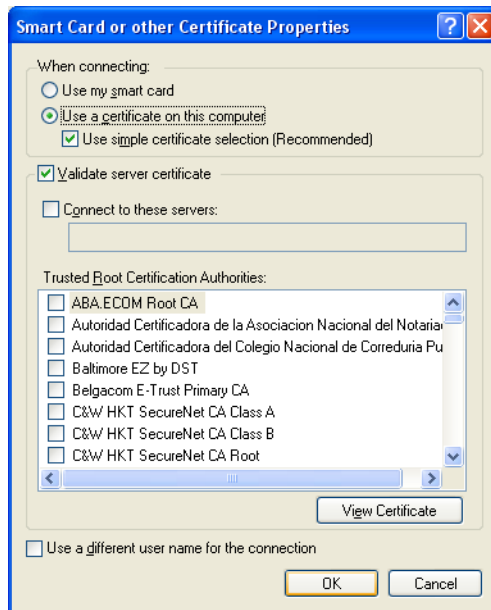 Smart Card or other Certificate Properties
When connecting:
Use my smart card
Use a certificate on this computer
Use simple certificate selection (Recommended)
Validate server certificate
Connect to these servers:
Trusted Root Certification Authorities:
ABA.ECOM Root CA
Autoridad Certificadora de la Asociacion Nacional del Notaria
Autoridad Certificadora del Colegio Nacional de Correduria Pu
Baltimore EZ by DST
Belgacom E-Trust Primary CA
C&W HKT SecureNet CA Class A
C&W HKT SecureNet CA Class B
C&W HKT SecureNet CA Root
View Certificate
Use a different user name for the connection
OK Cancel